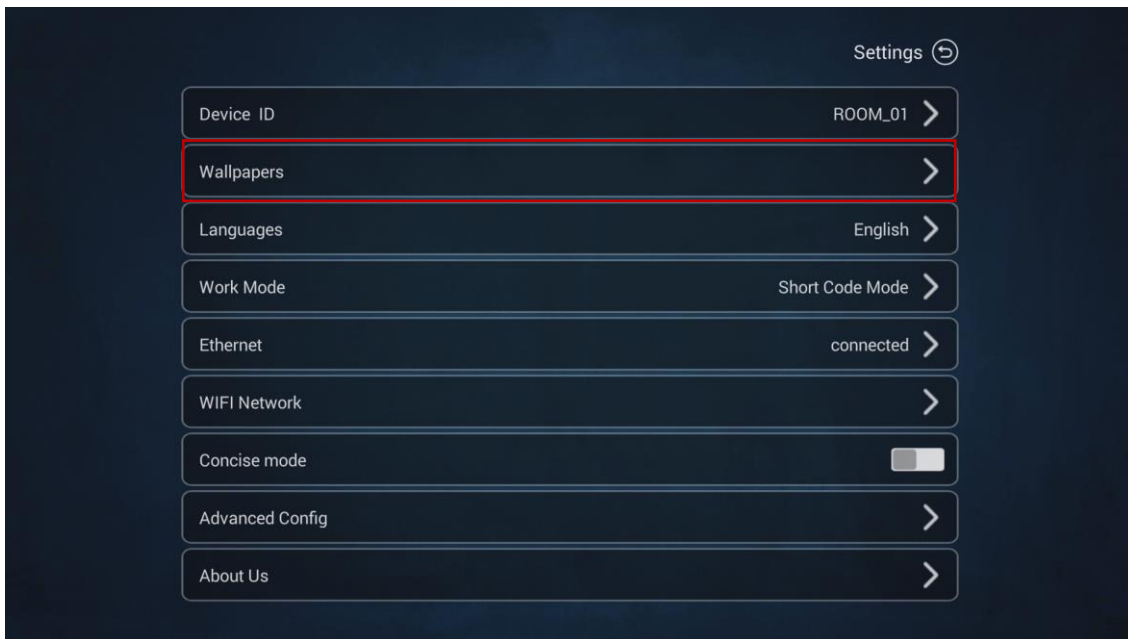 Settings
Device ID ROOM_01
Wallpapers
Languages English
Work Mode Short Code Mode
Ethernet connected
WIFI Network
Concise mode
Advanced Config
About Us